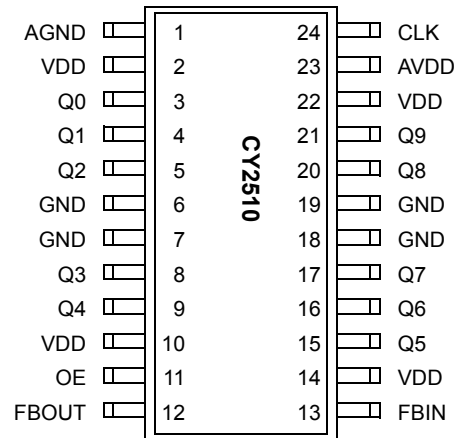 AGND 1 24 CLK
VDD 2 23 AVDD
Q0 3 22 VDD
Q1 4 21 Q9
Q2 5 20 Q8
GND 6 19 GND
GND 7 18 GND
Q3 8 17 Q7
Q4 9 16 Q6
VDD 10 15 Q5
OE 11 14 VDD
FBOUT 12 13 FBIN
CY2510